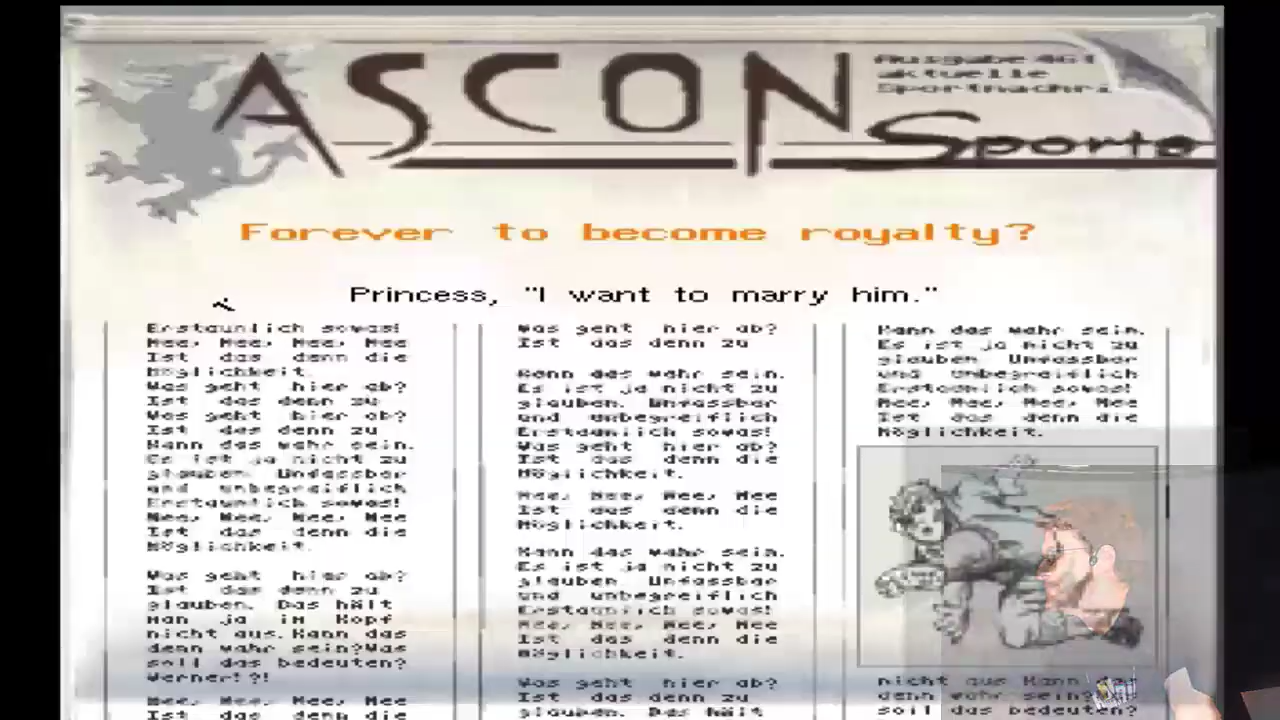 ASCON
Ausgabe 461
aktuelle
Sportnachri
Sports
Forever to become royalty?
Princess, "I want to marry him."
Erstaunlich sowas!
Nee, Nee, Nee, Nee
Ist das denn die
Möglichkeit.
Was geht hier ab?
Ist das denn zu
Was geht hier ab?
Ist das denn zu
Kann das wahr sein.
Es ist ja nicht zu
glauben. Unfassbar
und unbegreiflich
Erstaunlich sowas!
Nee, Nee, Nee, Nee
Ist das denn die
Möglichkeit.
Was geht hier ab?
Ist das denn zu
glauben. Das hält
man ja im Kopf
nicht aus.Kann das
denn wahr sein?Was
soll das bedeuten?
Werner!?!
Nee, Nee, Nee, Nee
Ist das denn die
Was geht hier ab?
Ist das denn zu
Kann das wahr sein.
Es ist ja nicht zu
glauben. Unfassbar
und unbegreiflich
Erstaunlich sowas!
Was geht hier ab?
Ist das denn die
Möglichkeit.
Nee, Nee, Nee, Nee
Ist das denn die
Möglichkeit.
Kann das wahr sein.
Es ist ja nicht zu
glauben. Unfassbar
und unbegreiflich
Erstaunlich sowas!
Nee, Nee, Nee, Nee
Ist das denn die
Möglichkeit.
Was geht hier ab?
Ist das denn zu
glauben. Das hält
Kann das wahr sein.
Es ist ja nicht zu
glauben. Unfassbar
und unbegreiflich
Erstaunlich sowas!
Nee, Nee, Nee, Nee
Ist das denn die
Möglichkeit.
nicht aus Kann das
denn wahr sein?
soll das bedeuten?